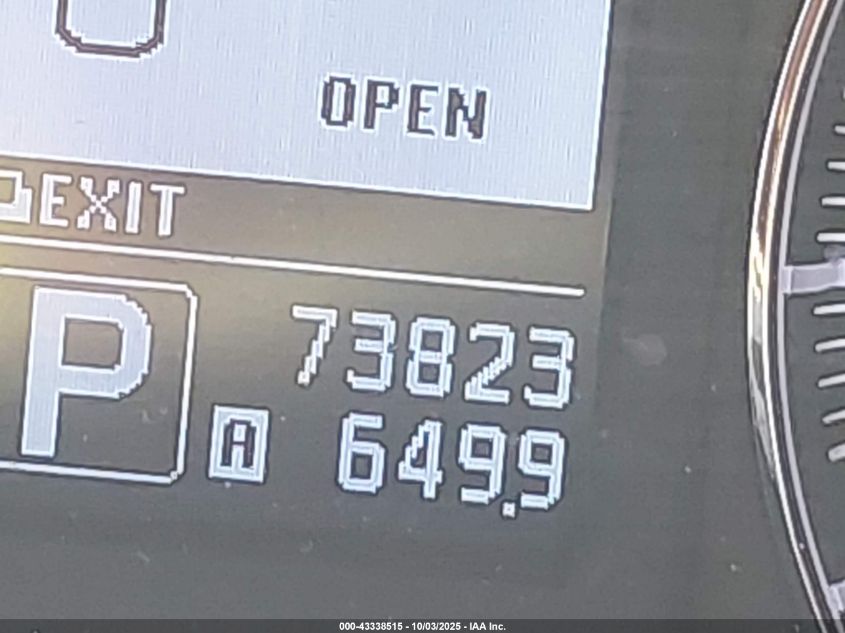 OPEN
EXIT
P
73823
A 649.9
000-43338515 - 10/03/2025 - IAA Inc.